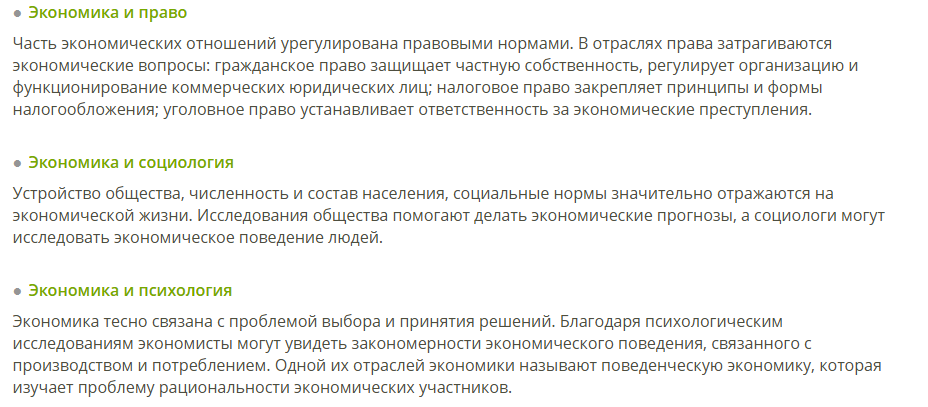 ● Экономика и право
Часть экономических отношений урегулирована правовыми нормами. В отраслях права затрагиваются
экономические вопросы: гражданское право защищает частную собственность, регулирует организацию и
функционирование коммерческих юридических лиц; налоговое право закрепляет принципы и формы
налогообложения; уголовное право устанавливает ответственность за экономические преступления.
● Экономика и социология
Устройство общества, численность и состав населения, социальные нормы значительно отражаются на
экономической жизни. Исследования общества помогают делать экономические прогнозы, а социологи могут
исследовать экономическое поведение людей.
● Экономика и психология
Экономика тесно связана с проблемой выбора и принятия решений. Благодаря психологическим
исследованиям экономисты могут увидеть закономерности экономического поведения, связанного с
производством и потреблением. Одной их отраслей экономики называют поведенческую экономику, которая
изучает проблему рациональности экономических участников.